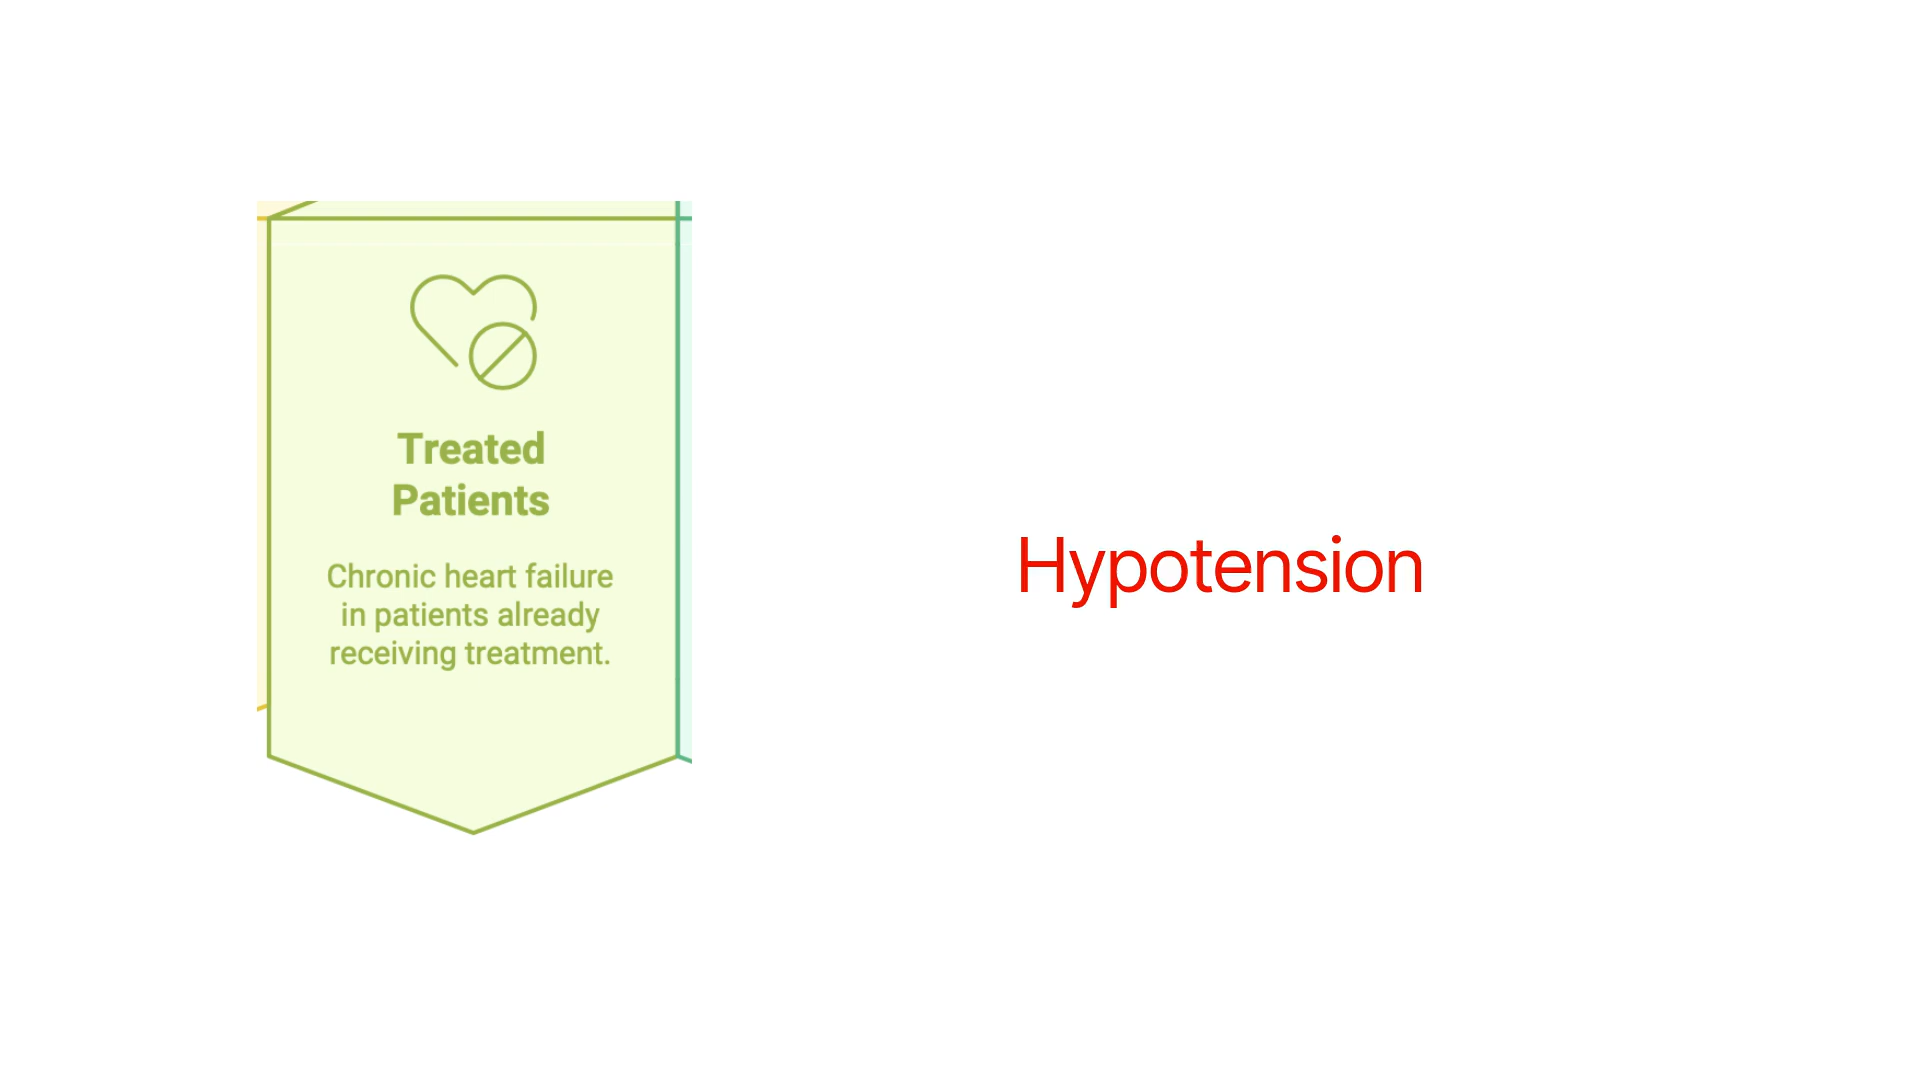 Treated
Patients
Chronic heart failure
in patients already
receiving treatment.
Hypotension